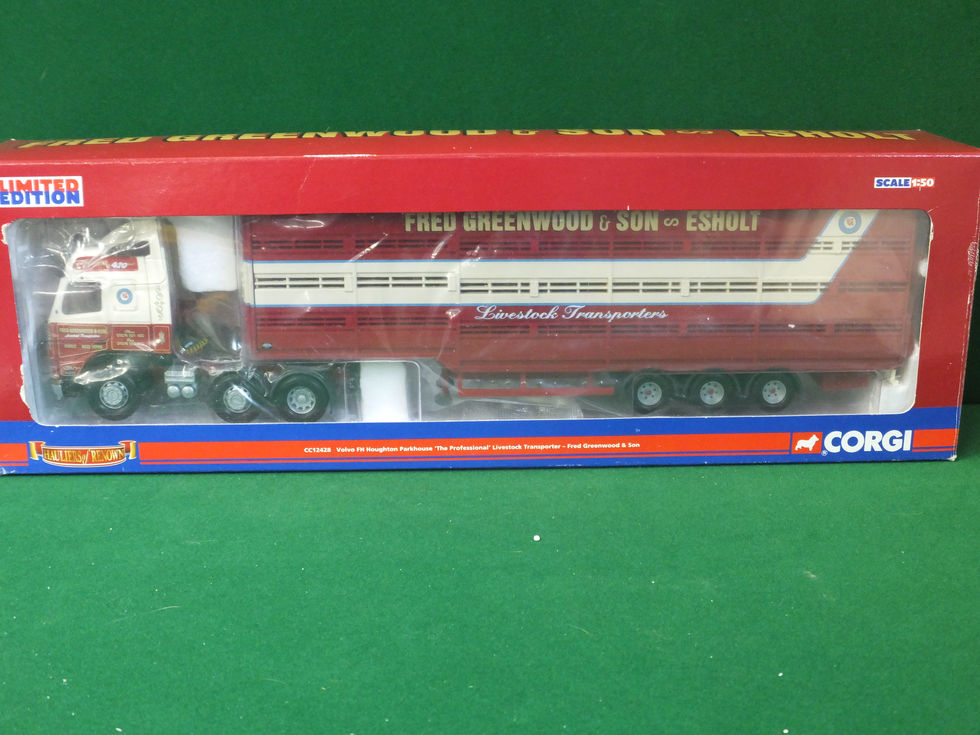 FRED GREENWOOD & SON ESHOLT
LIMITED
EDITION
SCALE 1:50
FRED GREENWOOD & SON ESHOLT
Livestock Transporters
HAULIERS of RENOWN
CC12428 Volvo FH Houghton Parkhouse 'The Professional' Livestock Transporter – Fred Greenwood & Son
CORGI